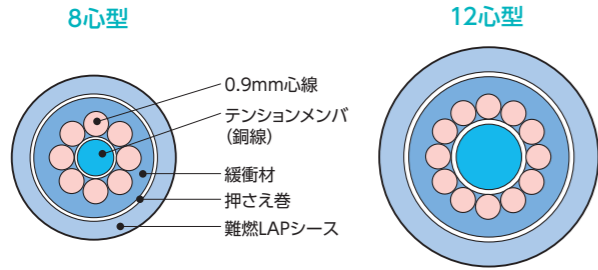 8心型
12心型
0.9mm心線
テンションメンバ
（鋼線）
緩衝材
押さえ巻
難燃LAPシース